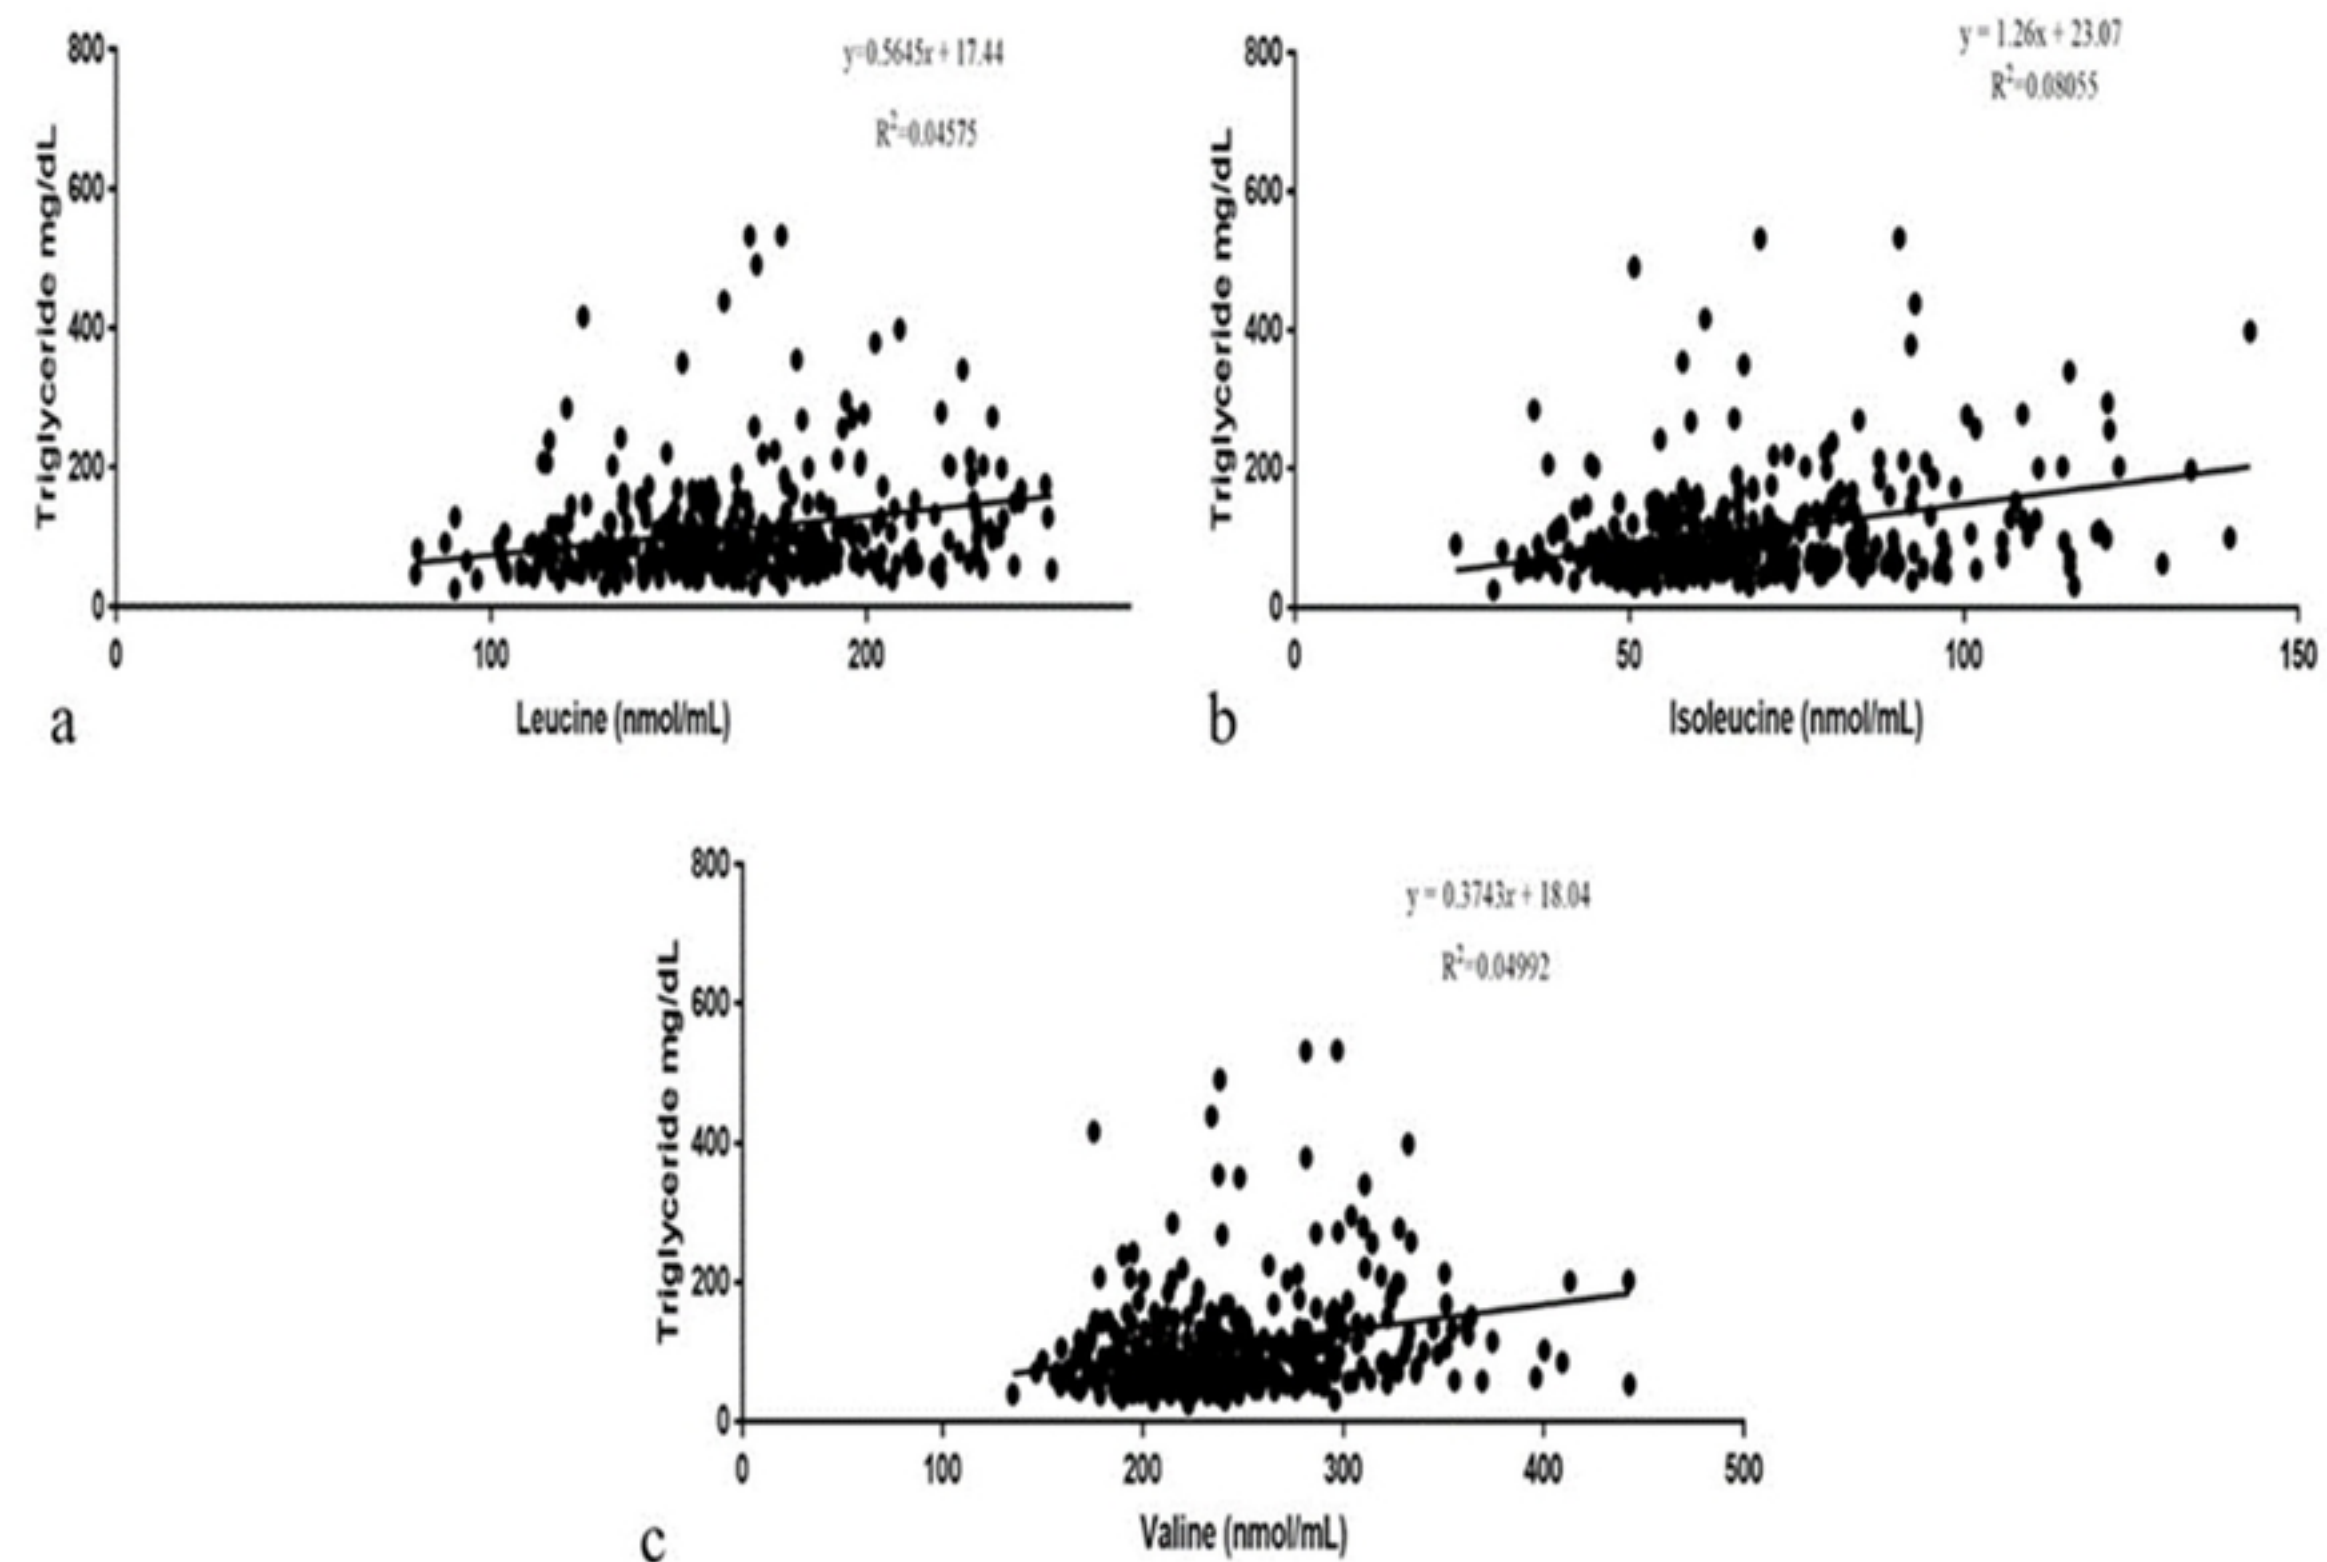 y=0.5645x + 17.44
R²=0.04575
Triglyceride mg/dL
800
600
400
200
0
0 100 200
Leucine (nmol/mL)
a
y = 1.26x + 23.07
R²=0.08055
Triglyceride mg/dL
800
600
400
200
0
0 50 100 150
Isoleucine (nmol/mL)
b
y = 0.3743x + 18.04
R²=0.04992
Triglyceride mg/dL
800
600
400
200
0
0 100 200 300 400 500
Valine (nmol/mL)
c